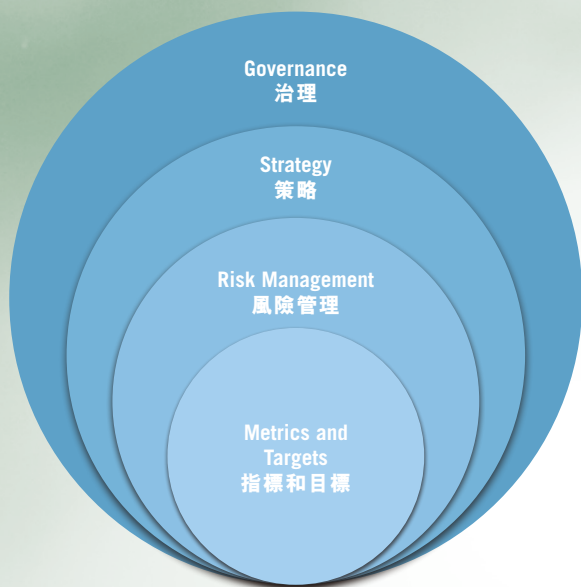 Governance
治理
Strategy
策略
Risk Management
風險管理
Metrics and
Targets
指標和目標